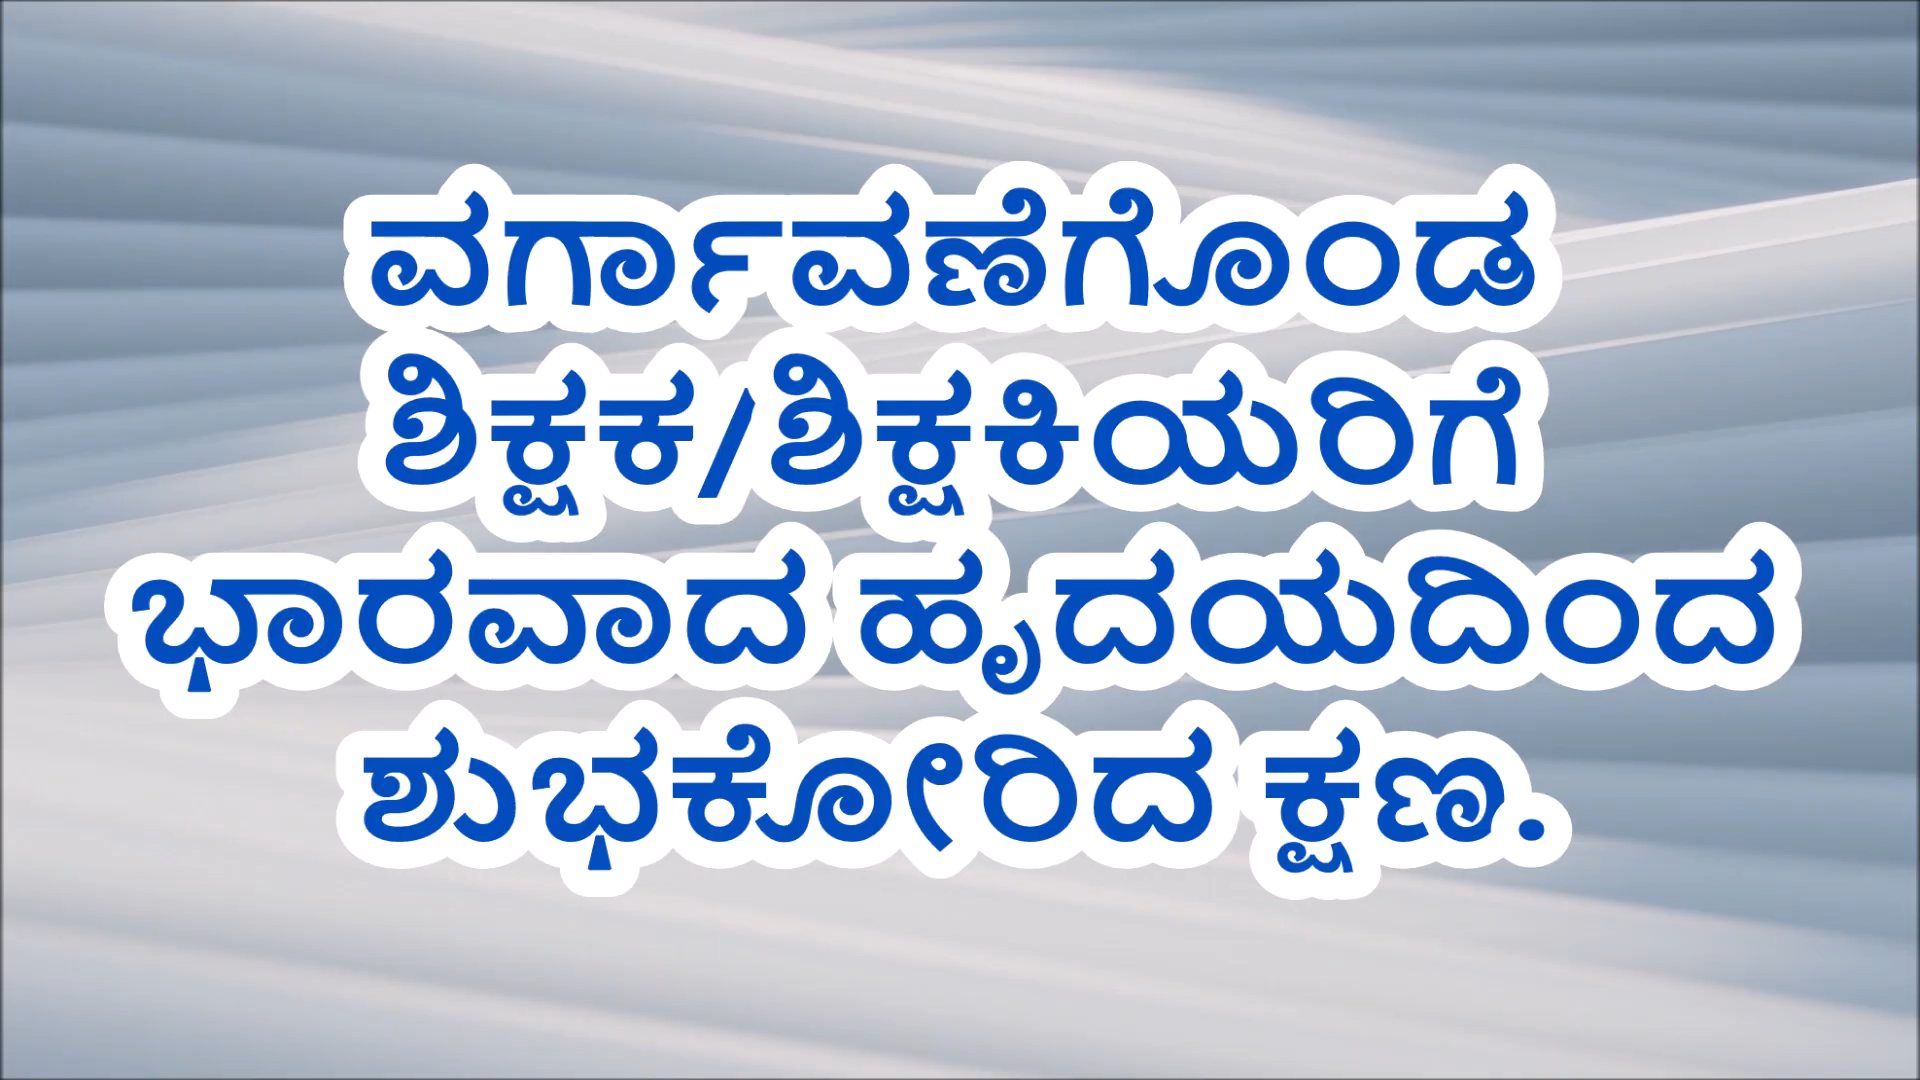 ವರ್ಗಾವಣೆಗೊಂಡ
ಶಿಕ್ಷಕ/ಶಿಕ್ಷಕಿಯರಿಗೆ
ಭಾರವಾದ ಹೃದಯದಿಂದ
ಶುಭಕೋರಿದ ಕ್ಷಣ.